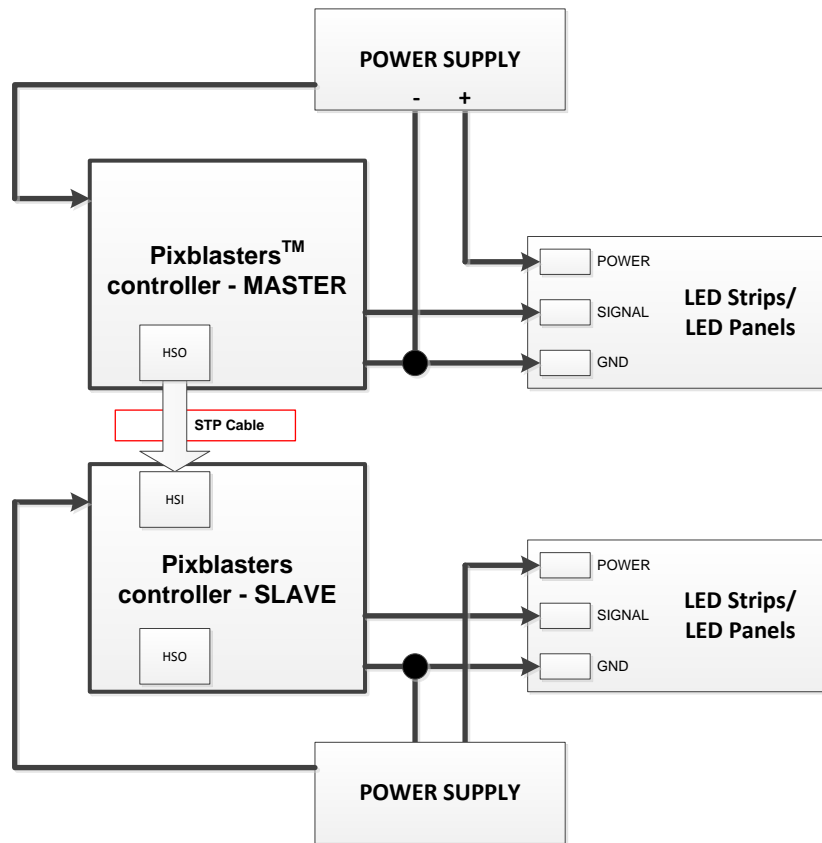 POWER SUPPLY
- +
Pixblasters™
controller - MASTER
HSO
POWER
SIGNAL
GND
LED Strips/
LED Panels
STP Cable
HSI
Pixblasters
controller - SLAVE
HSO
POWER
SIGNAL
GND
LED Strips/
LED Panels
POWER SUPPLY